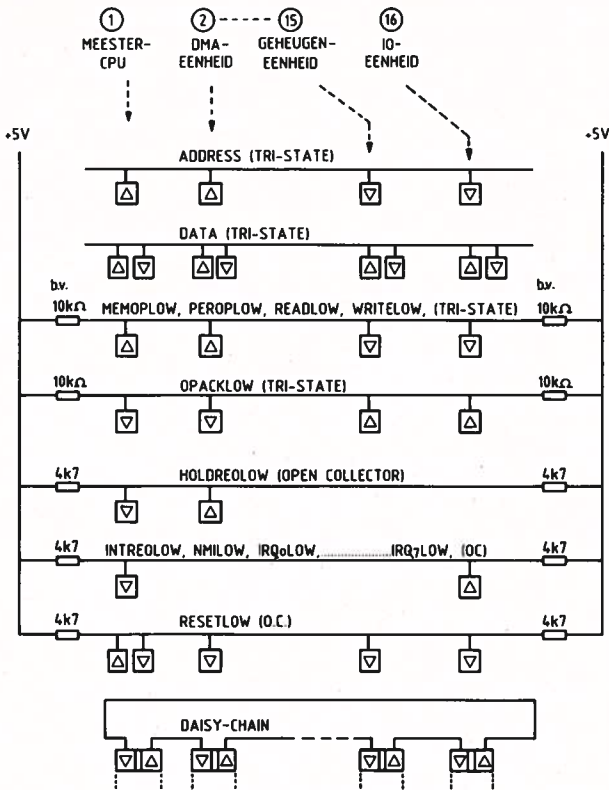 1 2 15 16
MEESTER- DMA- GEHEUGEN- IO-
CPU EENHEID EENHEID EENHEID
+5V +5V
ADDRESS (TRI-STATE)
DATA (TRI-STATE)
b.v. b.v.
10kΩ MEMOPLOW, PEROPLOW, READLOW, WRITELOW, (TRI-STATE) 10kΩ
10kΩ OPACKLOW (TRI-STATE) 10kΩ
4k7 HOLDREOLOW (OPEN COLLECTOR) 4k7
4k7 INTREOLOW, NMILOW, IRQ0LOW, IRQ7LOW, (OC) 4k7
4k7 RESETLOW (O.C.) 4k7
DAISY-CHAIN